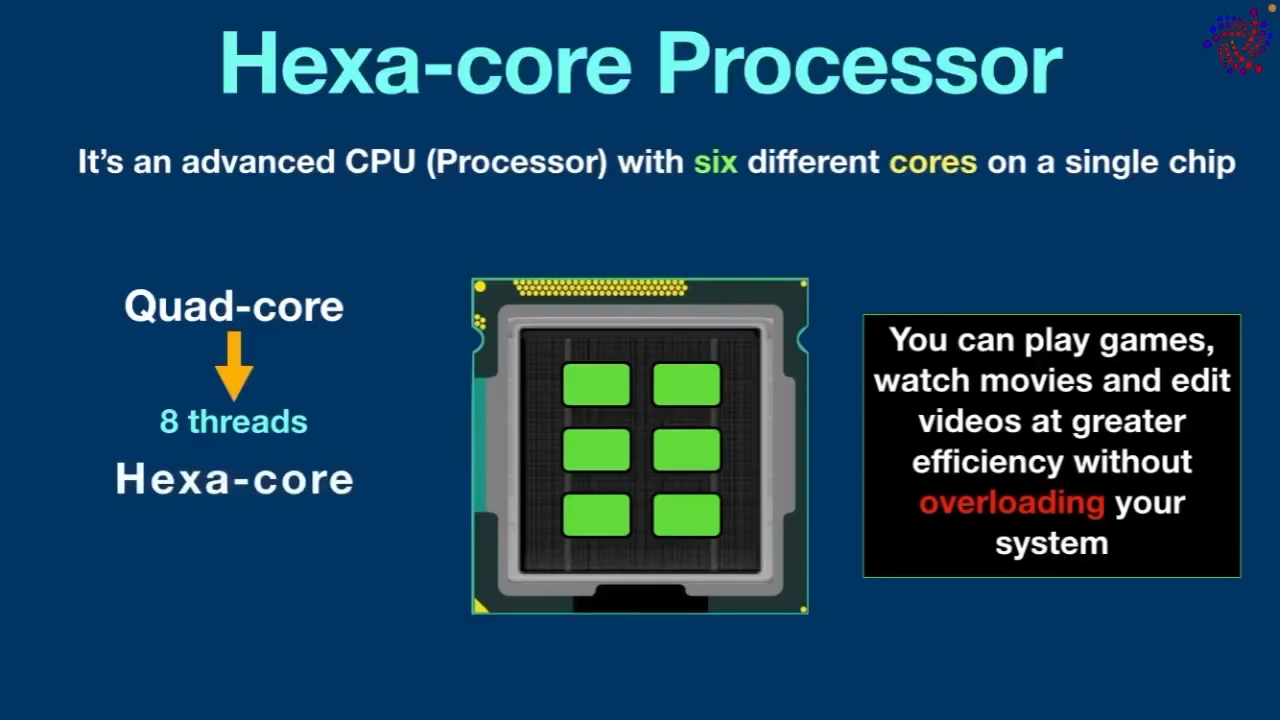 Hexa-core Processor
It's an advanced CPU (Processor) with six different cores on a single chip
Quad-core
8 threads
Hexa-core
You can play games,
watch movies and edit
videos at greater
efficiency without
overloading your
system